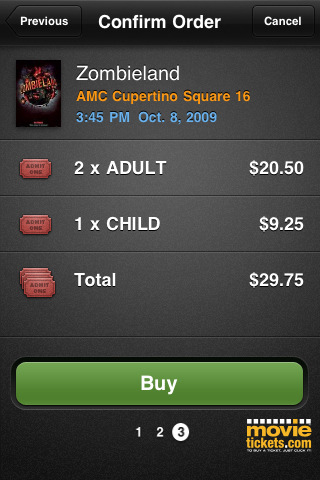 Previous
Confirm Order
Cancel
ZOMBIELAND
Zombieland
AMC Cupertino Square 16
3:45 PM Oct. 8, 2009
ADMIT
ONE
2 x ADULT
$20.50
ADMIT
ONE
1 x CHILD
$9.25
ADMIT
ONE
Total
$29.75
Buy
1 2 3
movie
tickets.com
TO BUY A TICKET, JUST CLICK IT!